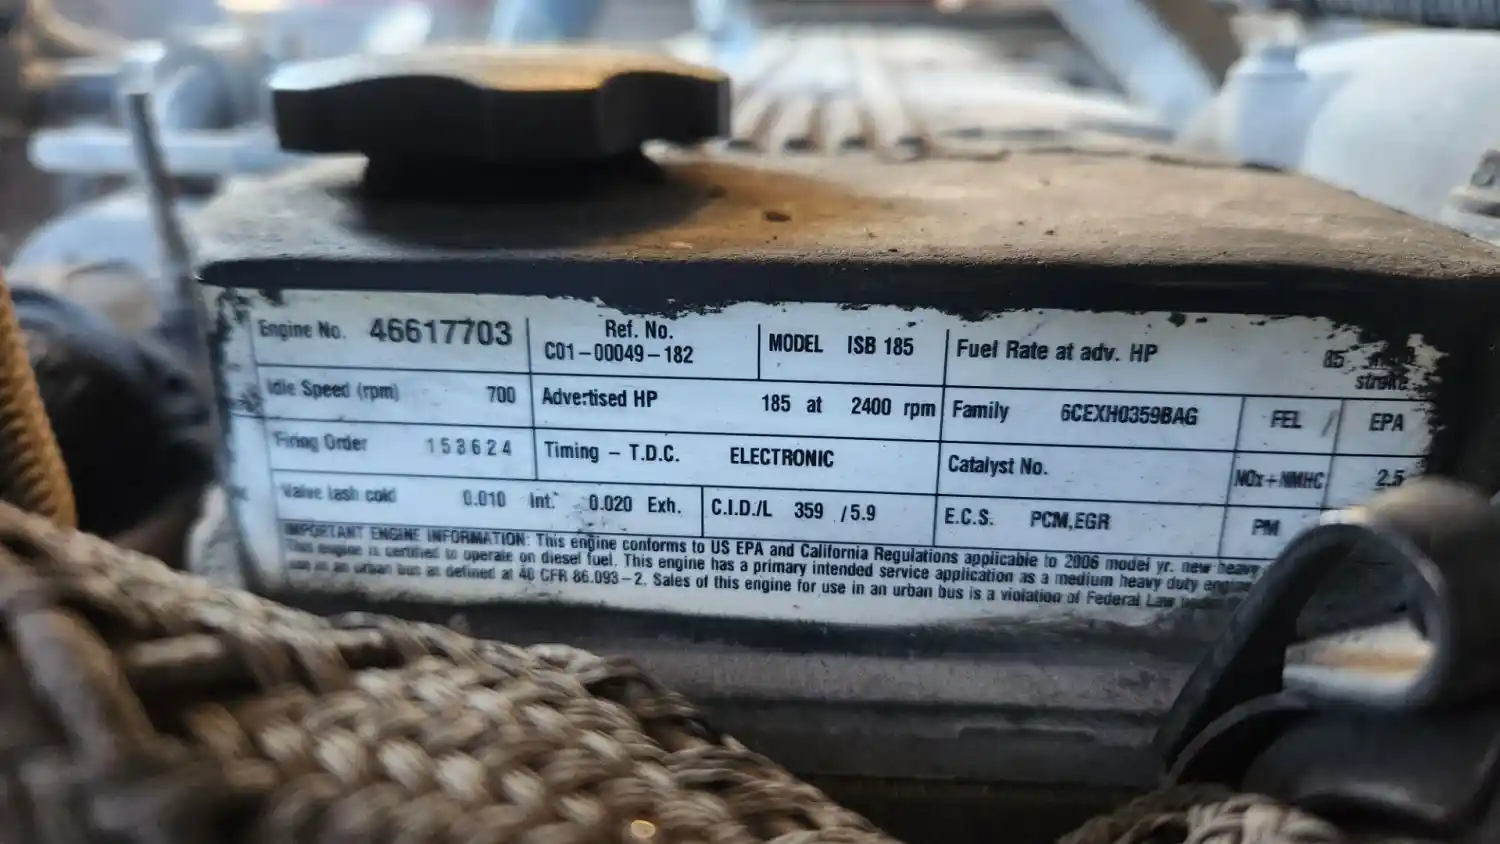 Engine No. 46617703
Ref. No.
C01-00049-182
MODEL ISB 185
Fuel Rate at adv. HP
85
stroke
Idle Speed (rpm) 700
Advertised HP 185 at 2400 rpm
Family 6CEXH0359BAG
FEL / EPA
Firing Order 153624
Timing - T.D.C. ELECTRONIC
Catalyst No.
NOx+NMHC 2.5
Valve lash cold 0.010 Int. 0.020 Exh.
C.I.D./L 359 /5.9
E.C.S. PCM,EGR
PM
IMPORTANT ENGINE INFORMATION: This engine conforms to US EPA and California Regulations applicable to 2006 model yr. new heavy
This engine is certified to operate on diesel fuel. This engine has a primary intended service application as a medium heavy duty engine
use in an urban bus as defined at 40 CFR 86.093-2. Sales of this engine for use in an urban bus is a violation of Federal Law